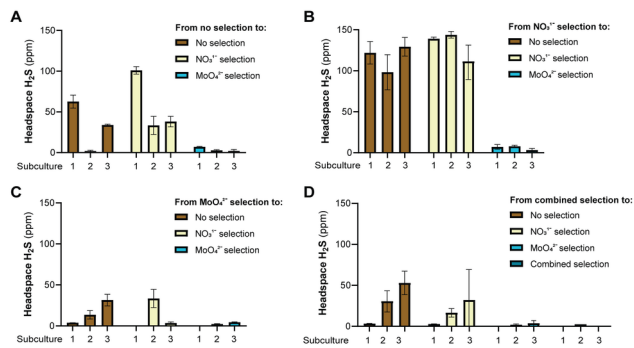 A
From no selection to:
No selection
NO₃¹⁻ selection
MoO₄²⁻ selection
Headspace H₂S (ppm)
150
100
50
0
Subculture 1 2 3 1 2 3 1 2 3
B
From NO₃¹⁻ selection to:
No selection
NO₃¹⁻ selection
MoO₄²⁻ selection
Headspace H₂S (ppm)
150
100
50
0
Subculture 1 2 3 1 2 3 1 2 3
C
From MoO₄²⁻ selection to:
No selection
NO₃¹⁻ selection
MoO₄²⁻ selection
Headspace H₂S (ppm)
150
100
50
0
Subculture 1 2 3 1 2 3 1 2 3
D
From combined selection to:
No selection
NO₃¹⁻ selection
MoO₄²⁻ selection
Combined selection
Headspace H₂S (ppm)
150
100
50
0
Subculture 1 2 3 1 2 3 1 2 3 1 2 3